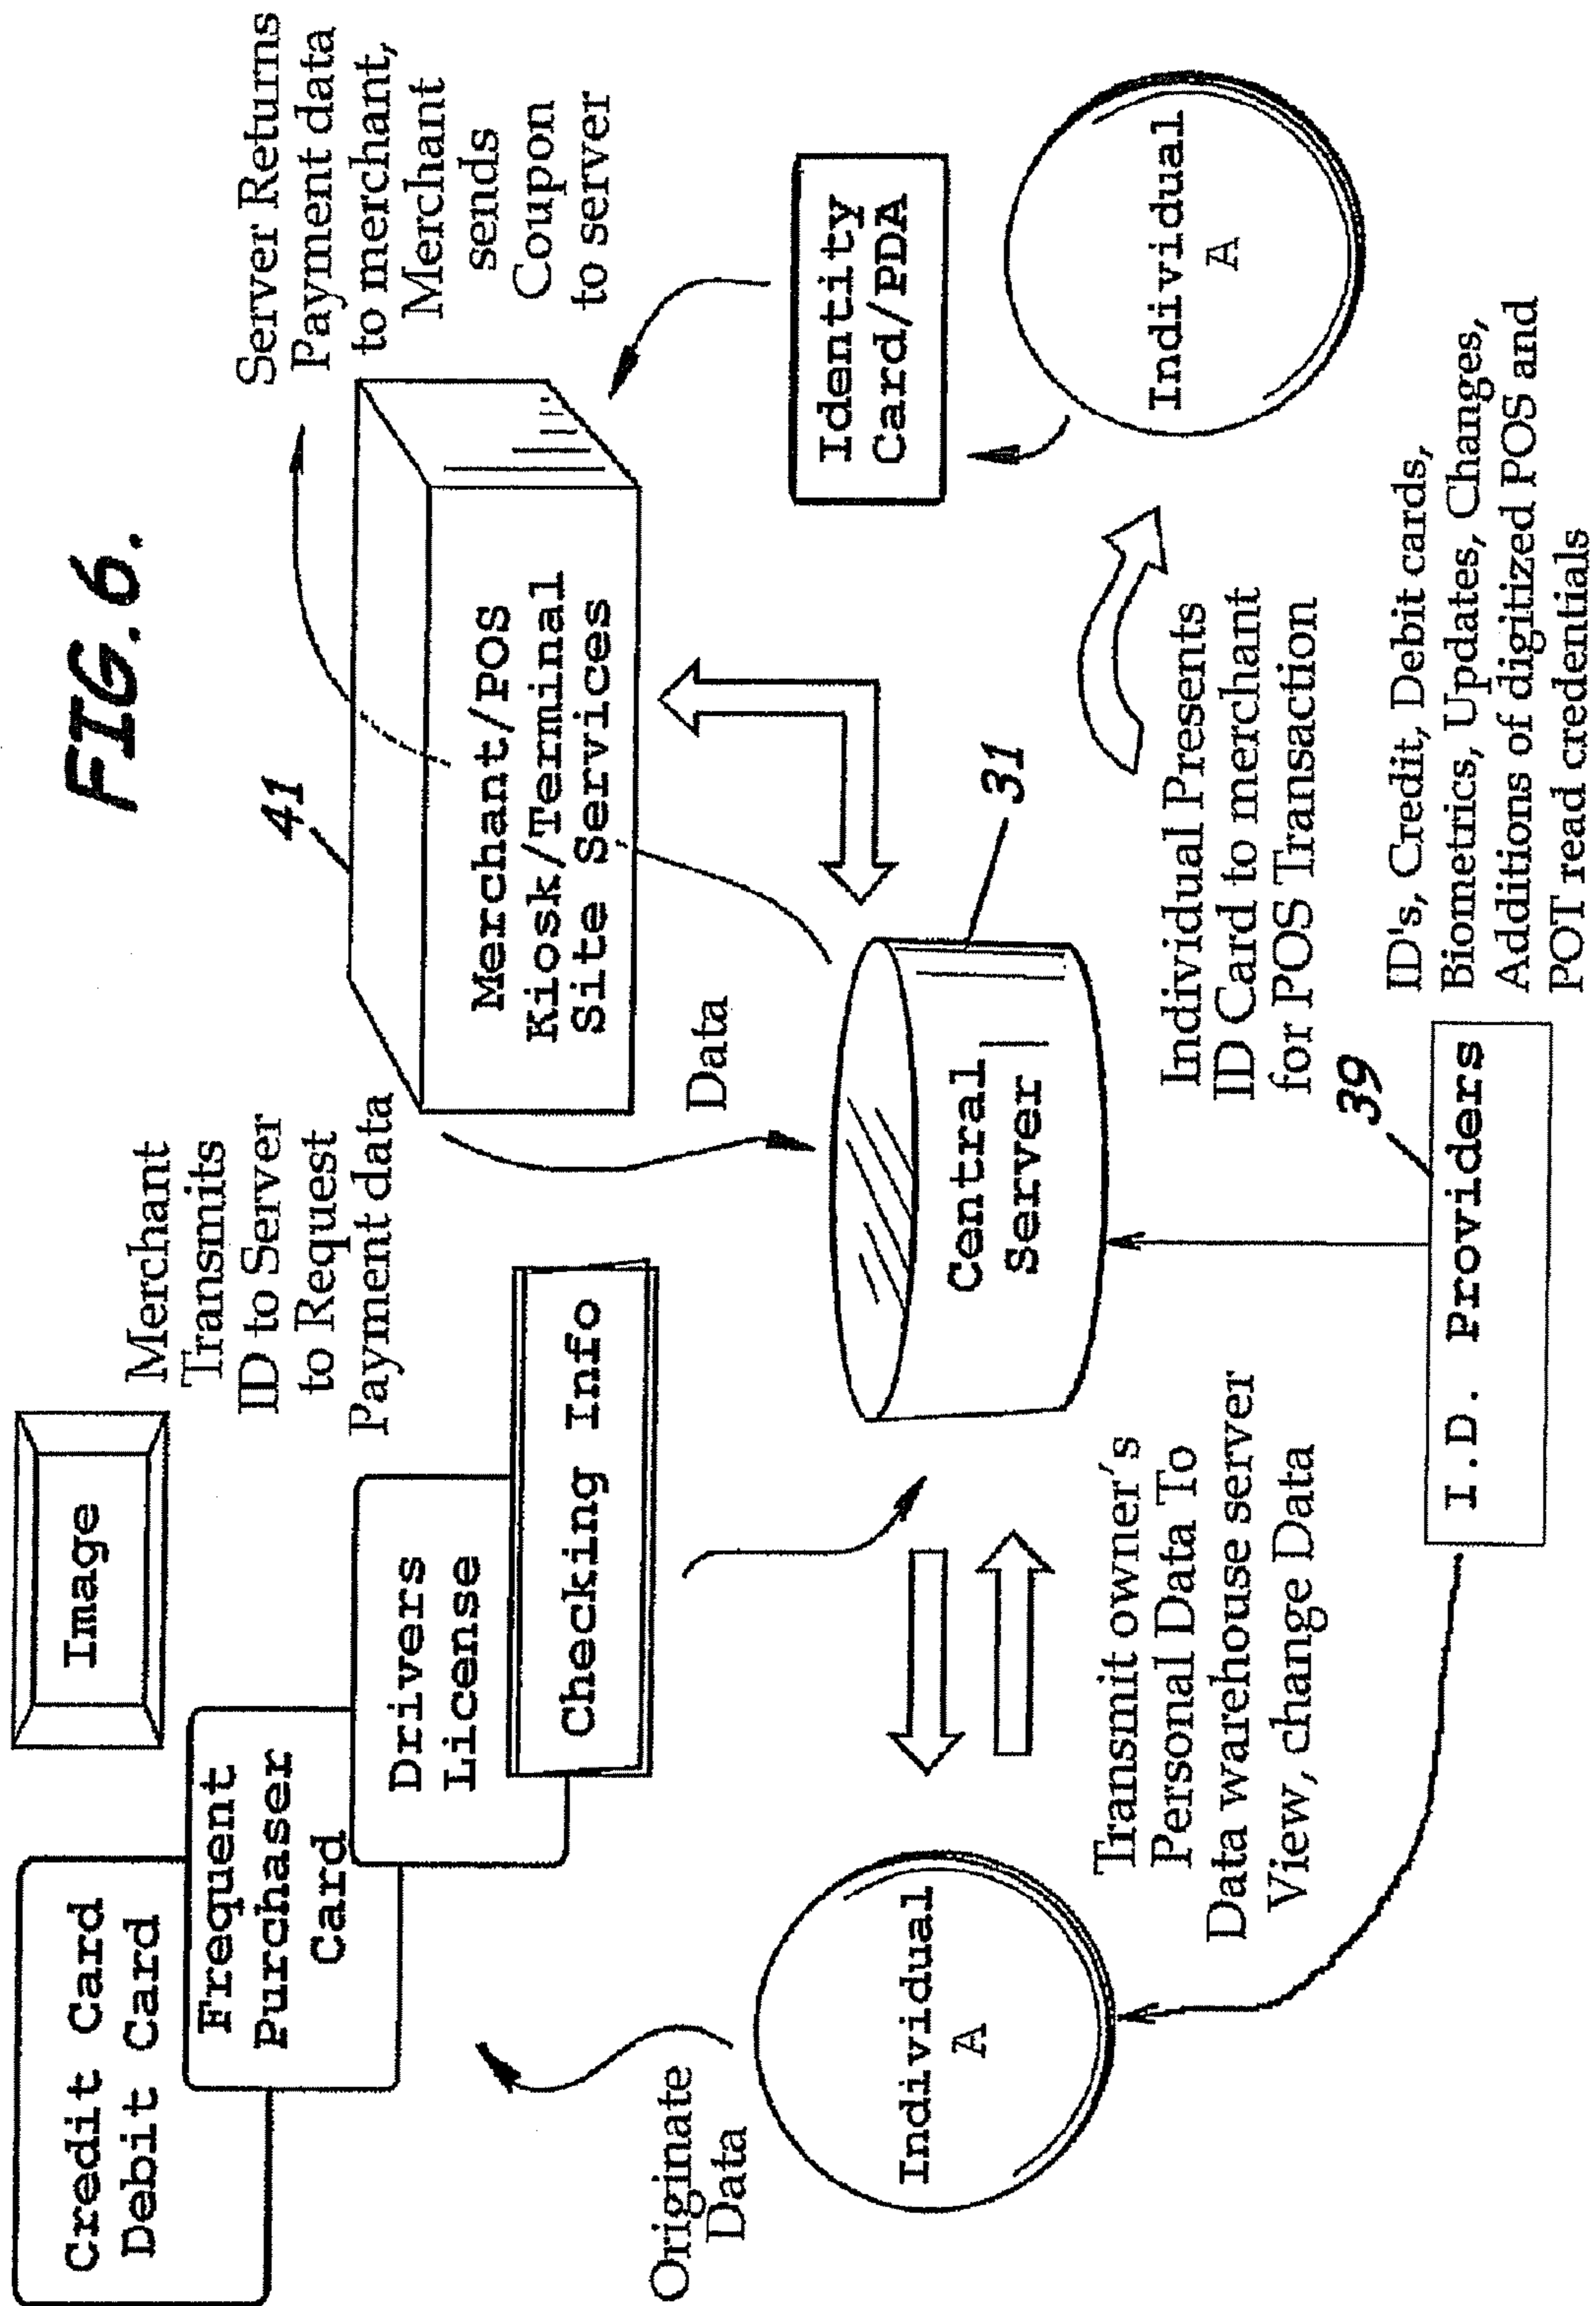 FIG. 6.
Credit Card
Debit Card
Frequent
Purchaser
Card
Drivers
License
Checking Info
Image
Merchant
Transmits
ID to Server
to Request
Payment data
41
Merchant/POS
Kiosk/Terminal
Site Services
Server Returns
Payment data
to merchant,
Merchant
sends
Coupon
to server
Originate
Data
Individual
A
Data
Central
Server
31
Identity
Card/PDA
Individual
A
Transmit owner's
Personal Data To
Data warehouse server
View, change Data
Individual Presents
ID Card to merchant
for POS Transaction
I.D. Providers
39
ID's, Credit, Debit cards,
Biometrics, Updates, Changes,
Additions of digitized POS and
POT read credentials